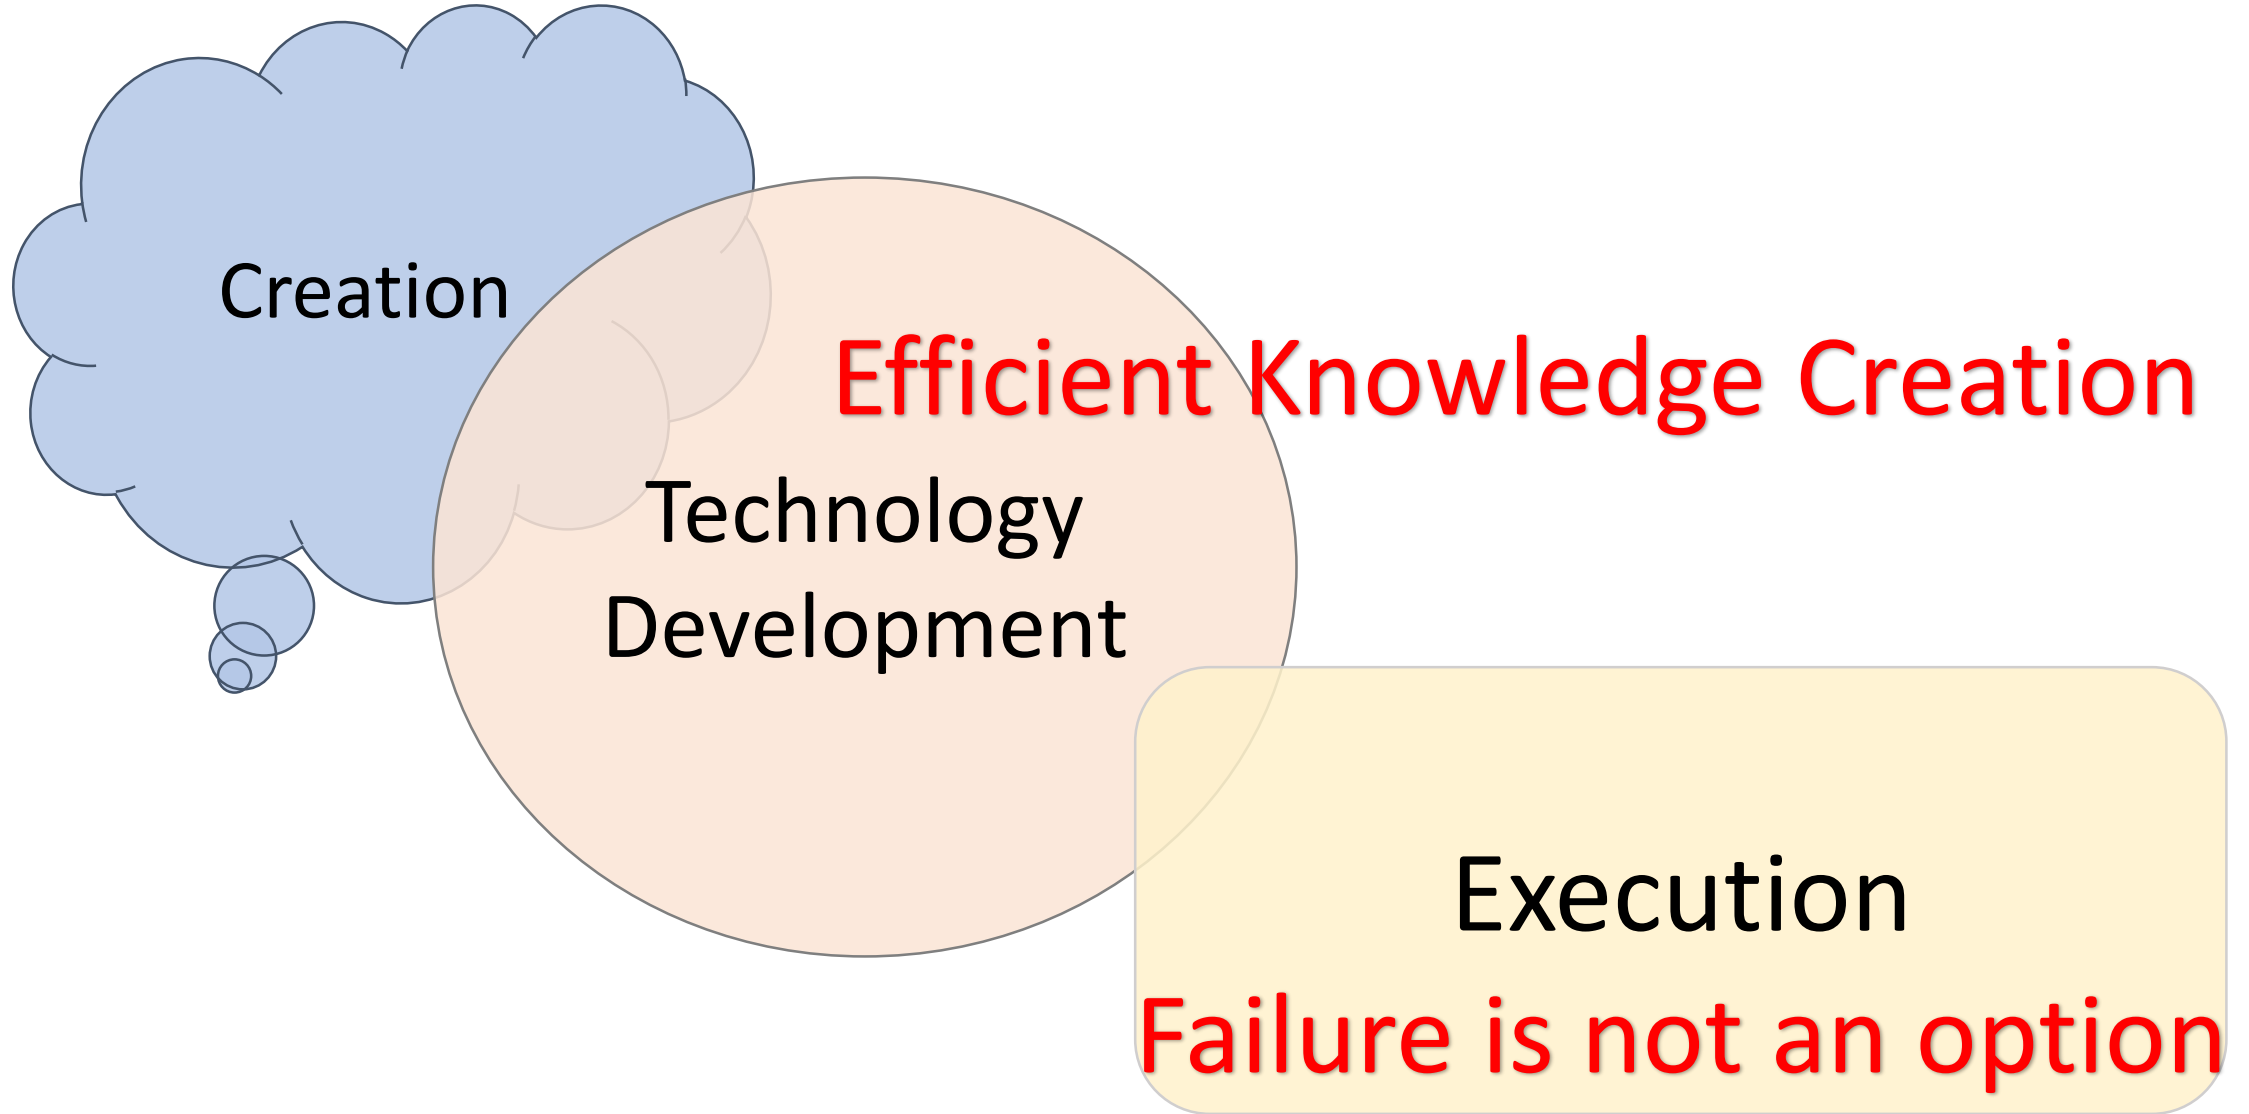 Creation
Efficient Knowledge Creation
Technology
Development
Execution
Failure is not an option